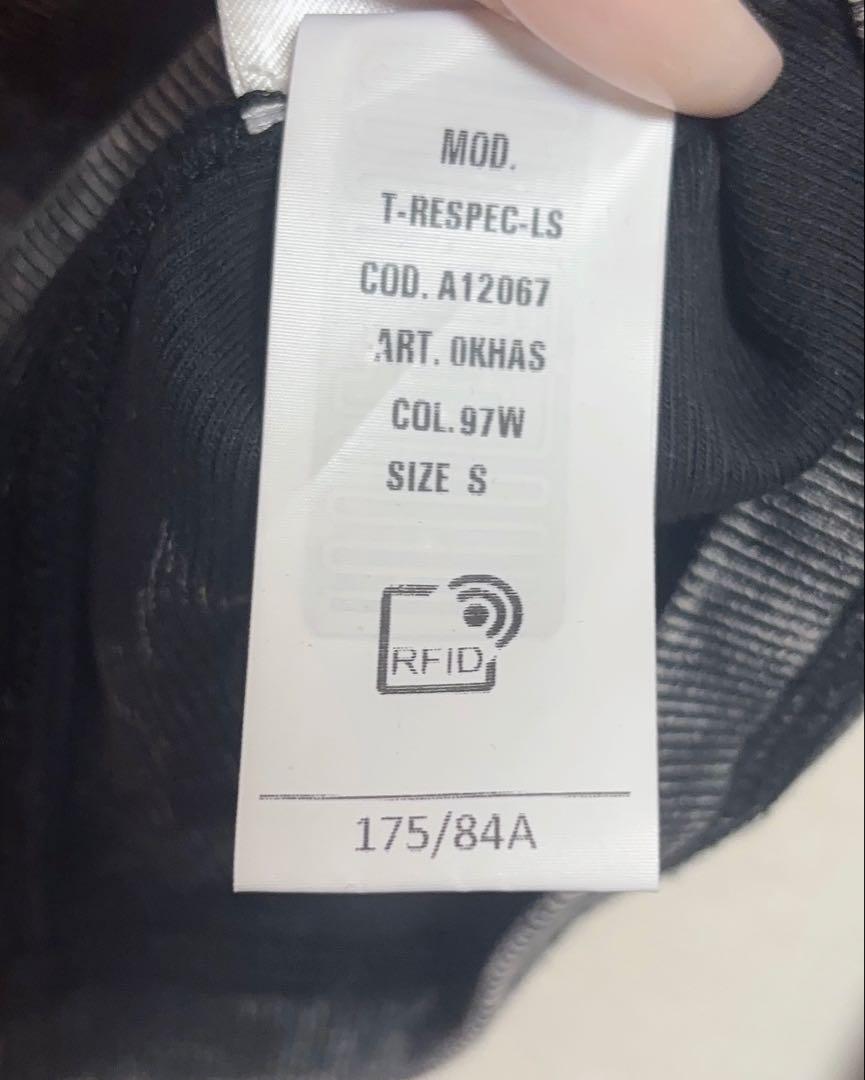 MOD.
T-RESPEC-LS
COD. A12067
ART. 0KHAS
COL. 97W
SIZE S
RFID
175/84A